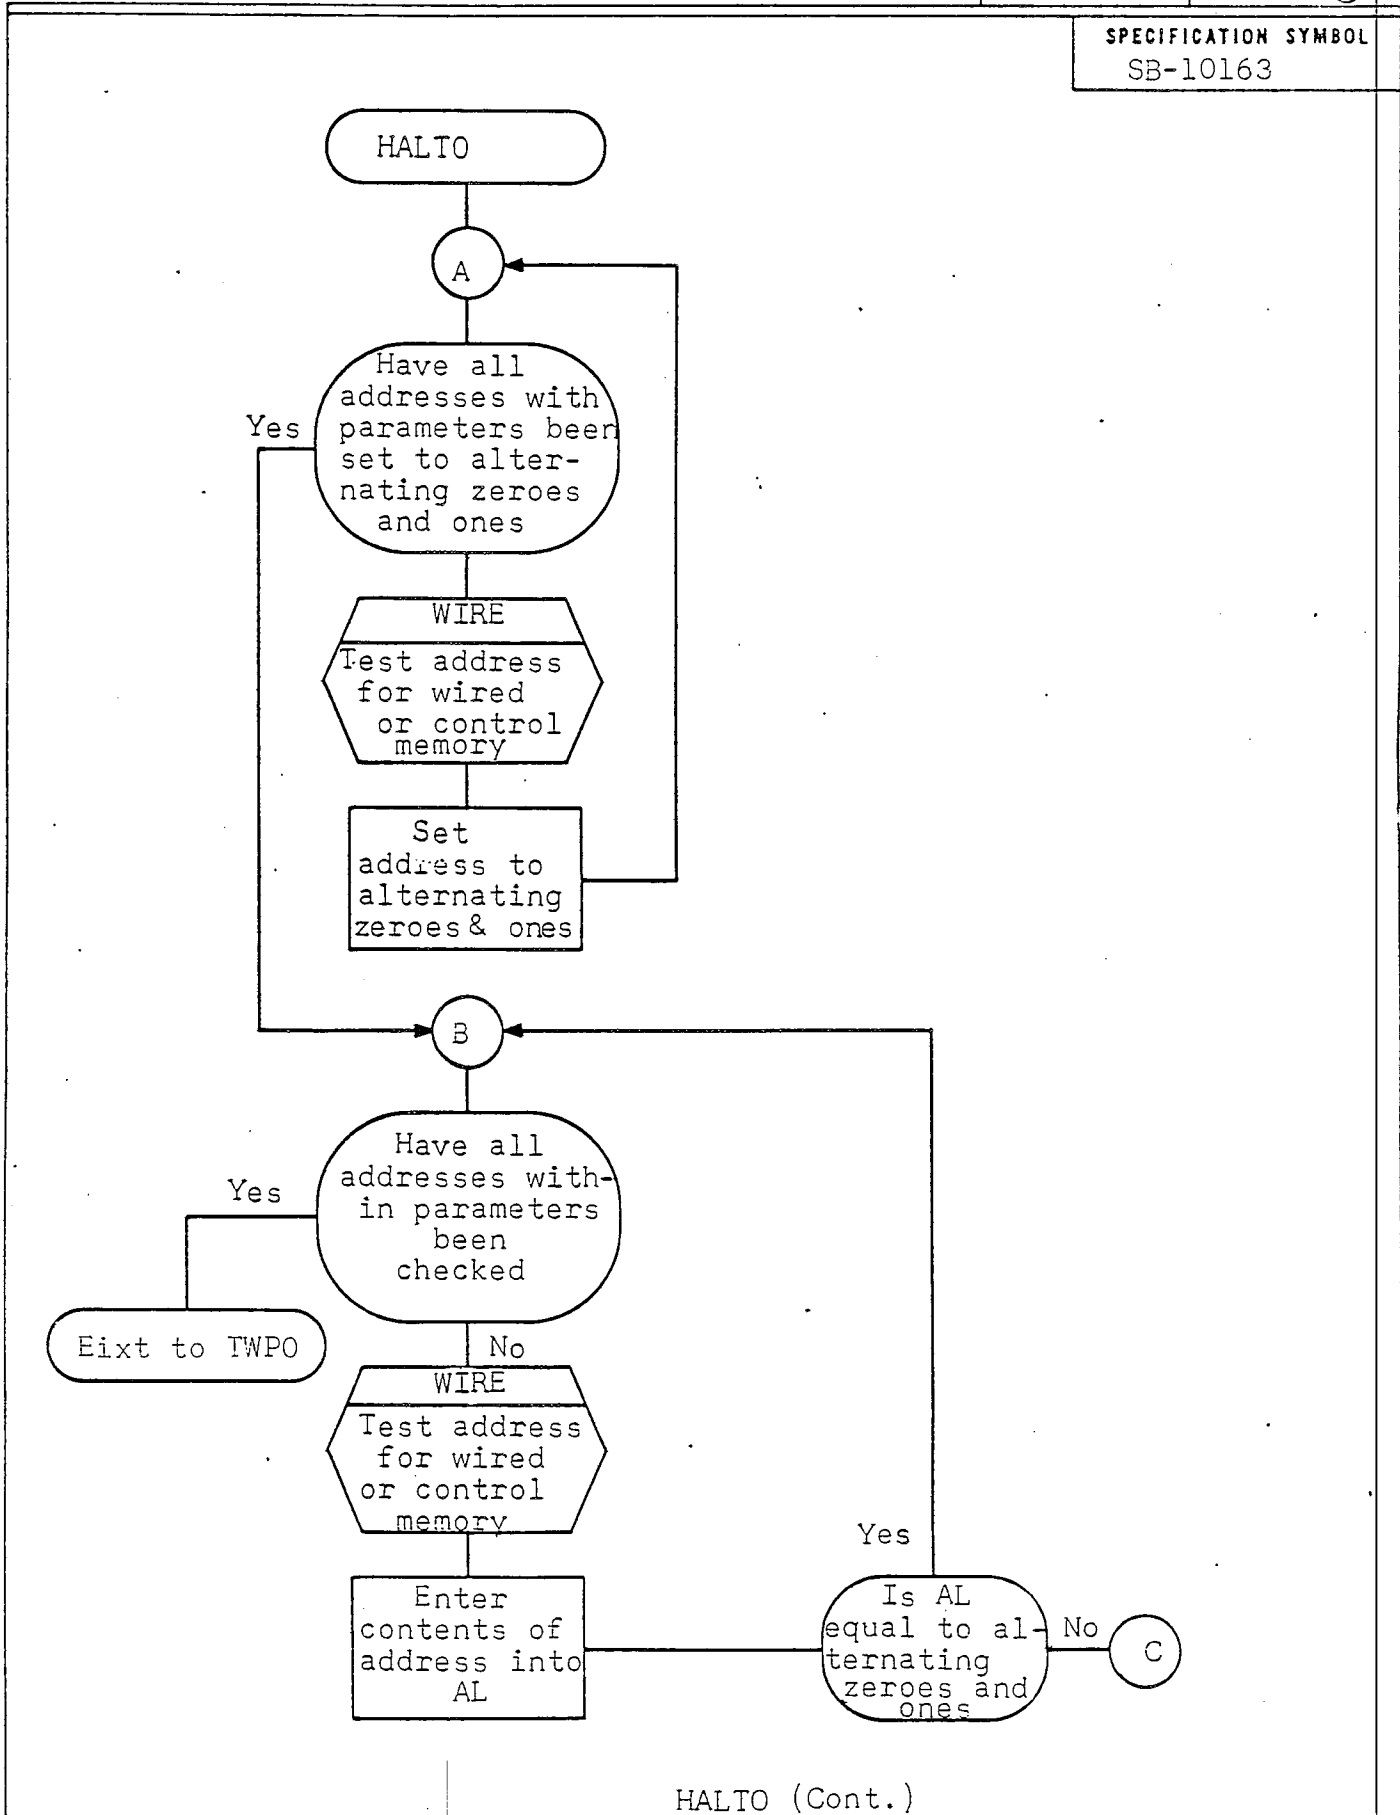 SPECIFICATION SYMBOL
SB-10163
HALTO
A
Have all
addresses with
parameters been
set to alter-
nating zeroes
and ones
Yes
WIRE
Test address
for wired
or control
memory
Set
address to
alternating
zeroes & ones
B
Have all
addresses with-
in parameters
been
checked
Yes
Eixt to TWPO
No
WIRE
Test address
for wired
or control
memory
Enter
contents of
address into
AL
Yes
Is AL
equal to al-
ternating
zeroes and
ones
No
C
HALTO (Cont.)